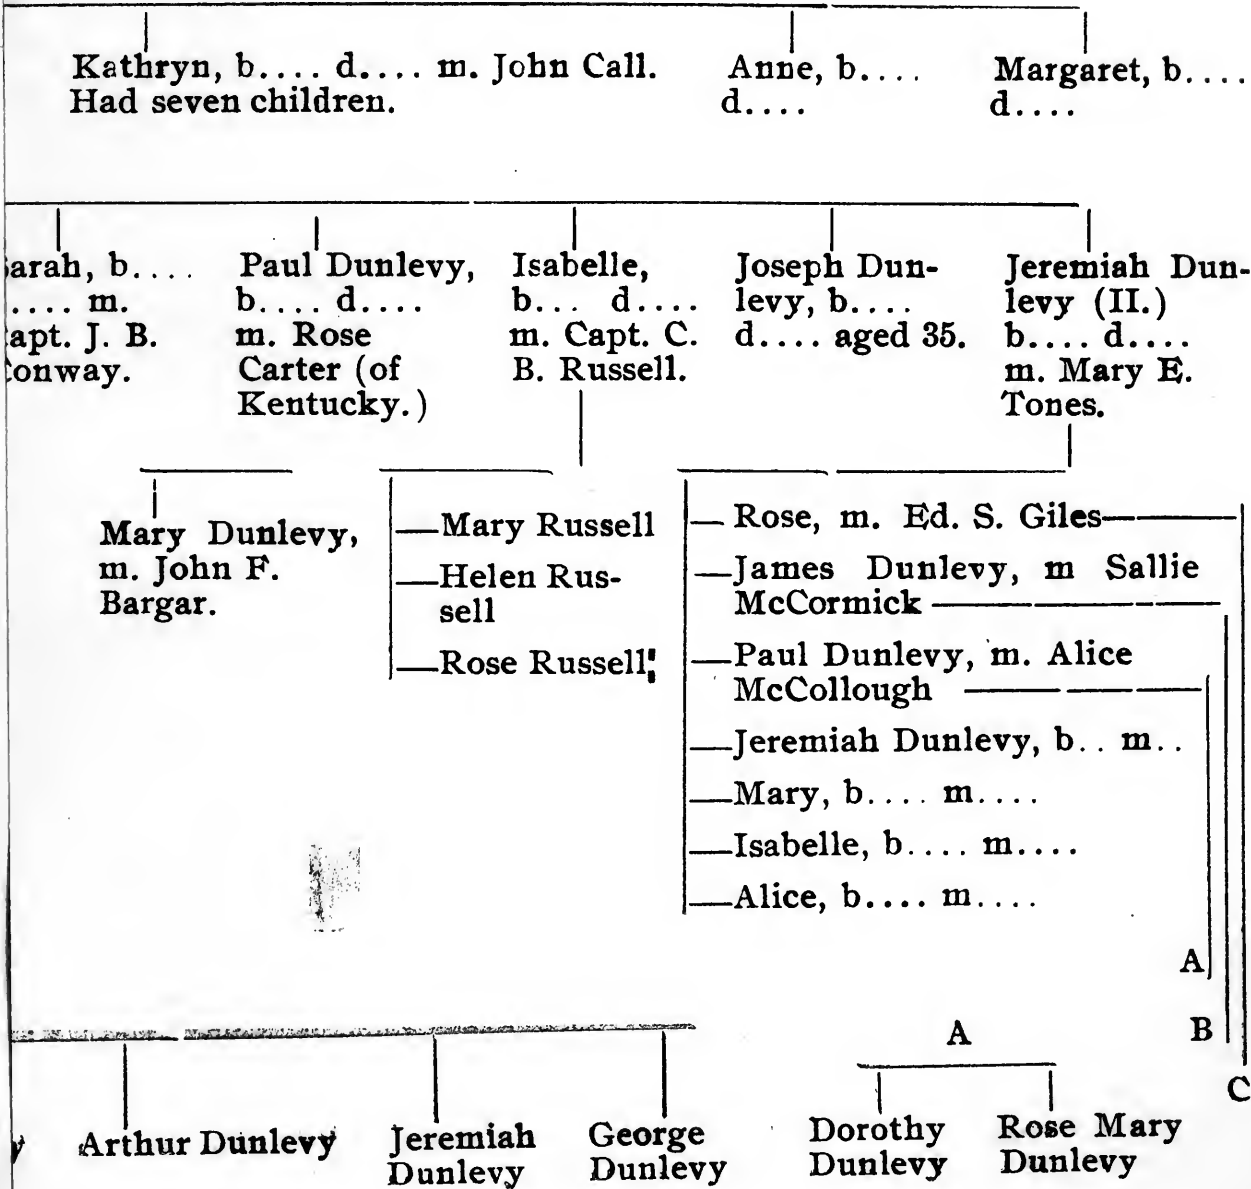 Kathryn, b.... d.... m. John Call.
Had seven children.
Anne, b....
d....
Margaret, b....
d....
arah, b....
.... m.
apt. J. B.
onway.
Paul Dunlevy,
b.... d....
m. Rose
Carter (of
Kentucky.)
Isabelle,
b... d....
m. Capt. C.
B. Russell.
Joseph Dun-
levy, b....
d.... aged 35.
Jeremiah Dun-
levy (II.)
b.... d....
m. Mary E.
Tones.
Mary Dunlevy,
m. John F.
Bargar.
Mary Russell
Helen Rus-
sell
Rose Russell
Rose, m. Ed. S. Giles
James Dunlevy, m Sallie
McCormick
Paul Dunlevy, m. Alice
McCollough
Jeremiah Dunlevy, b.. m..
Mary, b.... m....
Isabelle, b.... m....
Alice, b.... m....
A
B
C
Arthur Dunlevy
Jeremiah
Dunlevy
George
Dunlevy
A
Dorothy
Dunlevy
Rose Mary
Dunlevy